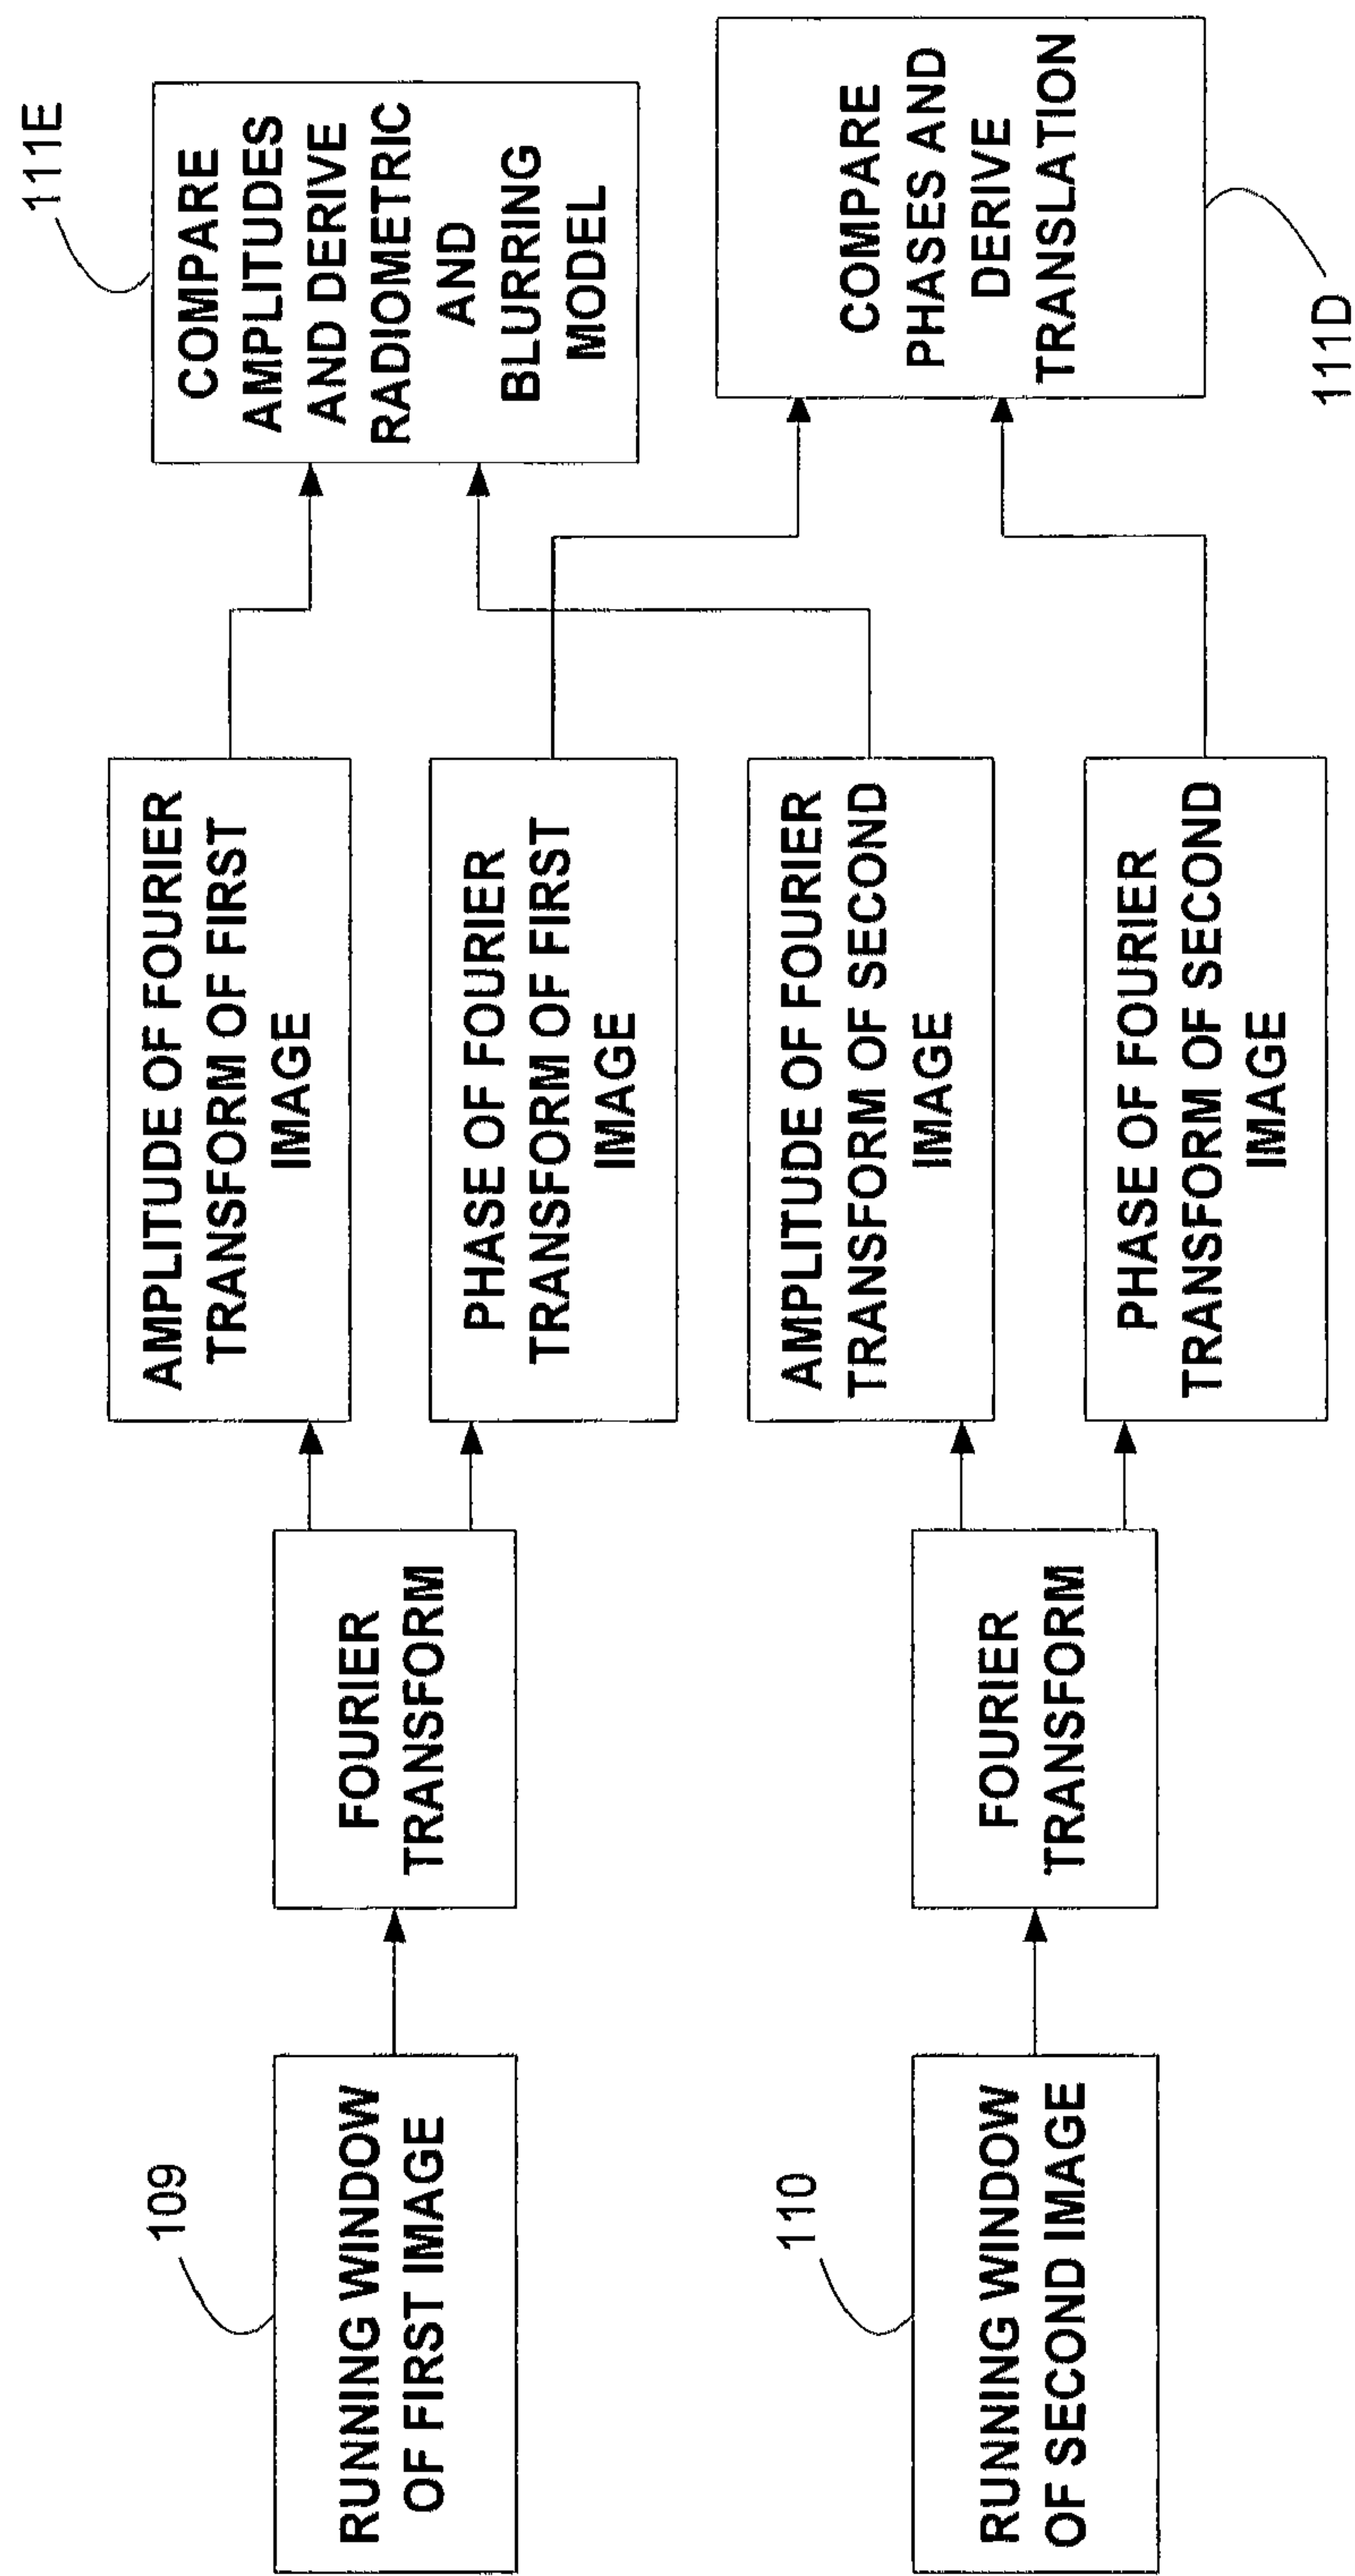 109
RUNNING WINDOW
OF FIRST IMAGE
FOURIER
TRANSFORM
AMPLITUDE OF FOURIER
TRANSFORM OF FIRST
IMAGE
PHASE OF FOURIER
TRANSFORM OF FIRST
IMAGE
111E
COMPARE
AMPLITUDES
AND DERIVE
RADIOMETRIC
AND
BLURRING
MODEL
110
RUNNING WINDOW
OF SECOND IMAGE
FOURIER
TRANSFORM
AMPLITUDE OF FOURIER
TRANSFORM OF SECOND
IMAGE
PHASE OF FOURIER
TRANSFORM OF SECOND
IMAGE
COMPARE
PHASES AND
DERIVE
TRANSLATION
111D